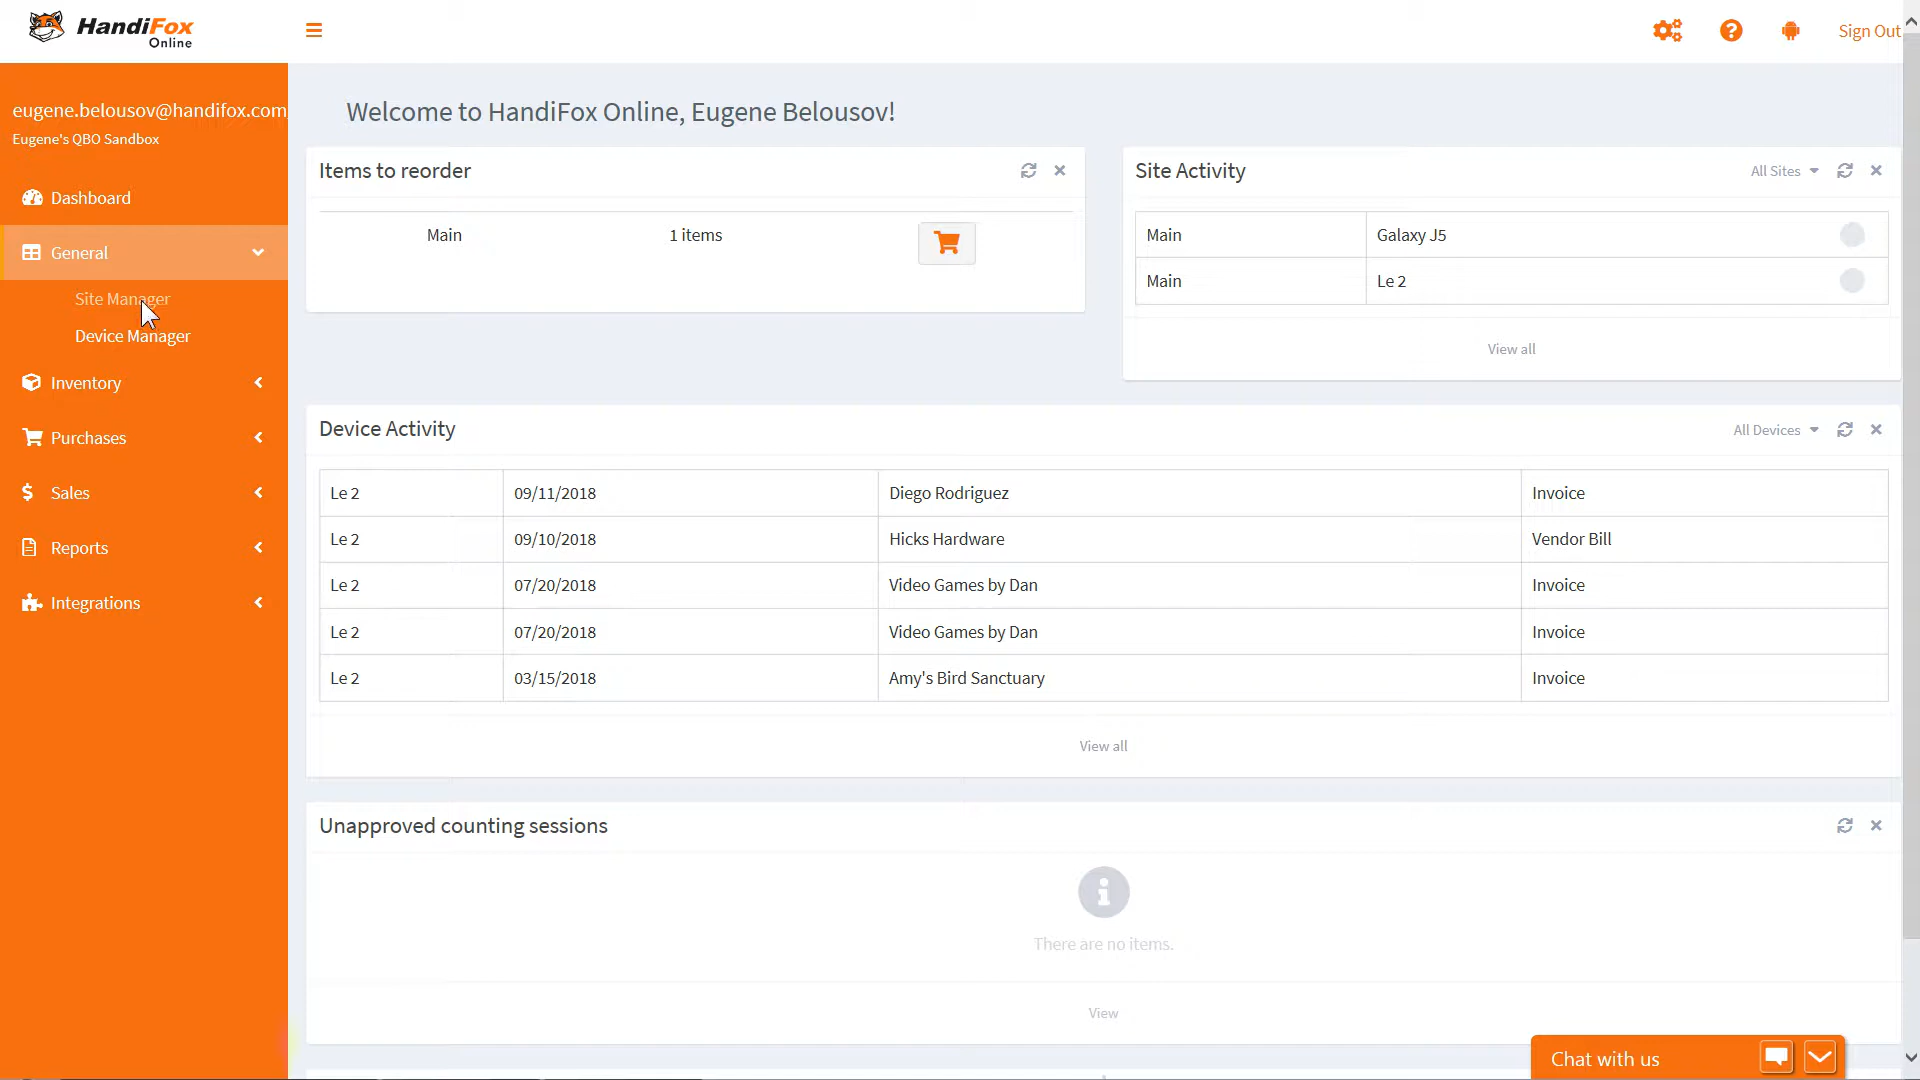 HandiFox
Online
Sign Out
eugene.belousov@handifox.com
Eugene's QBO Sandbox
Dashboard
General
Site Manager
Device Manager
Inventory
Purchases
Sales
Reports
Integrations
Welcome to HandiFox Online, Eugene Belousov!
Items to reorder
Main 1 items
Site Activity All Sites
Main Galaxy J5
Main Le 2
View all
Device Activity All Devices
Le 2 09/11/2018 Diego Rodriguez Invoice
Le 2 09/10/2018 Hicks Hardware Vendor Bill
Le 2 07/20/2018 Video Games by Dan Invoice
Le 2 07/20/2018 Video Games by Dan Invoice
Le 2 03/15/2018 Amy's Bird Sanctuary Invoice
View all
Unapproved counting sessions
There are no items.
View
Chat with us